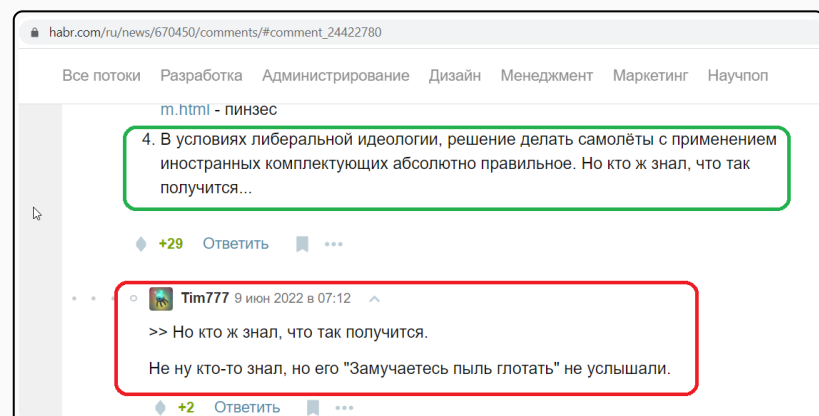 habr.com/ru/news/670450/comments/#comment_24422780
Все потоки Разработка Администрирование Дизайн Менеджмент Маркетинг Научпоп
m.html - пинзес
4. В условиях либеральной идеологии, решение делать самолёты с применением
иностранных комплектующих абсолютно правильное. Но кто ж знал, что так
получится...
+29 Ответить
Tim777 9 июн 2022 в 07:12
>> Но кто ж знал, что так получится.
Не ну кто-то знал, но его "Замучаетесь пыль глотать" не услышали.
+2 Ответить